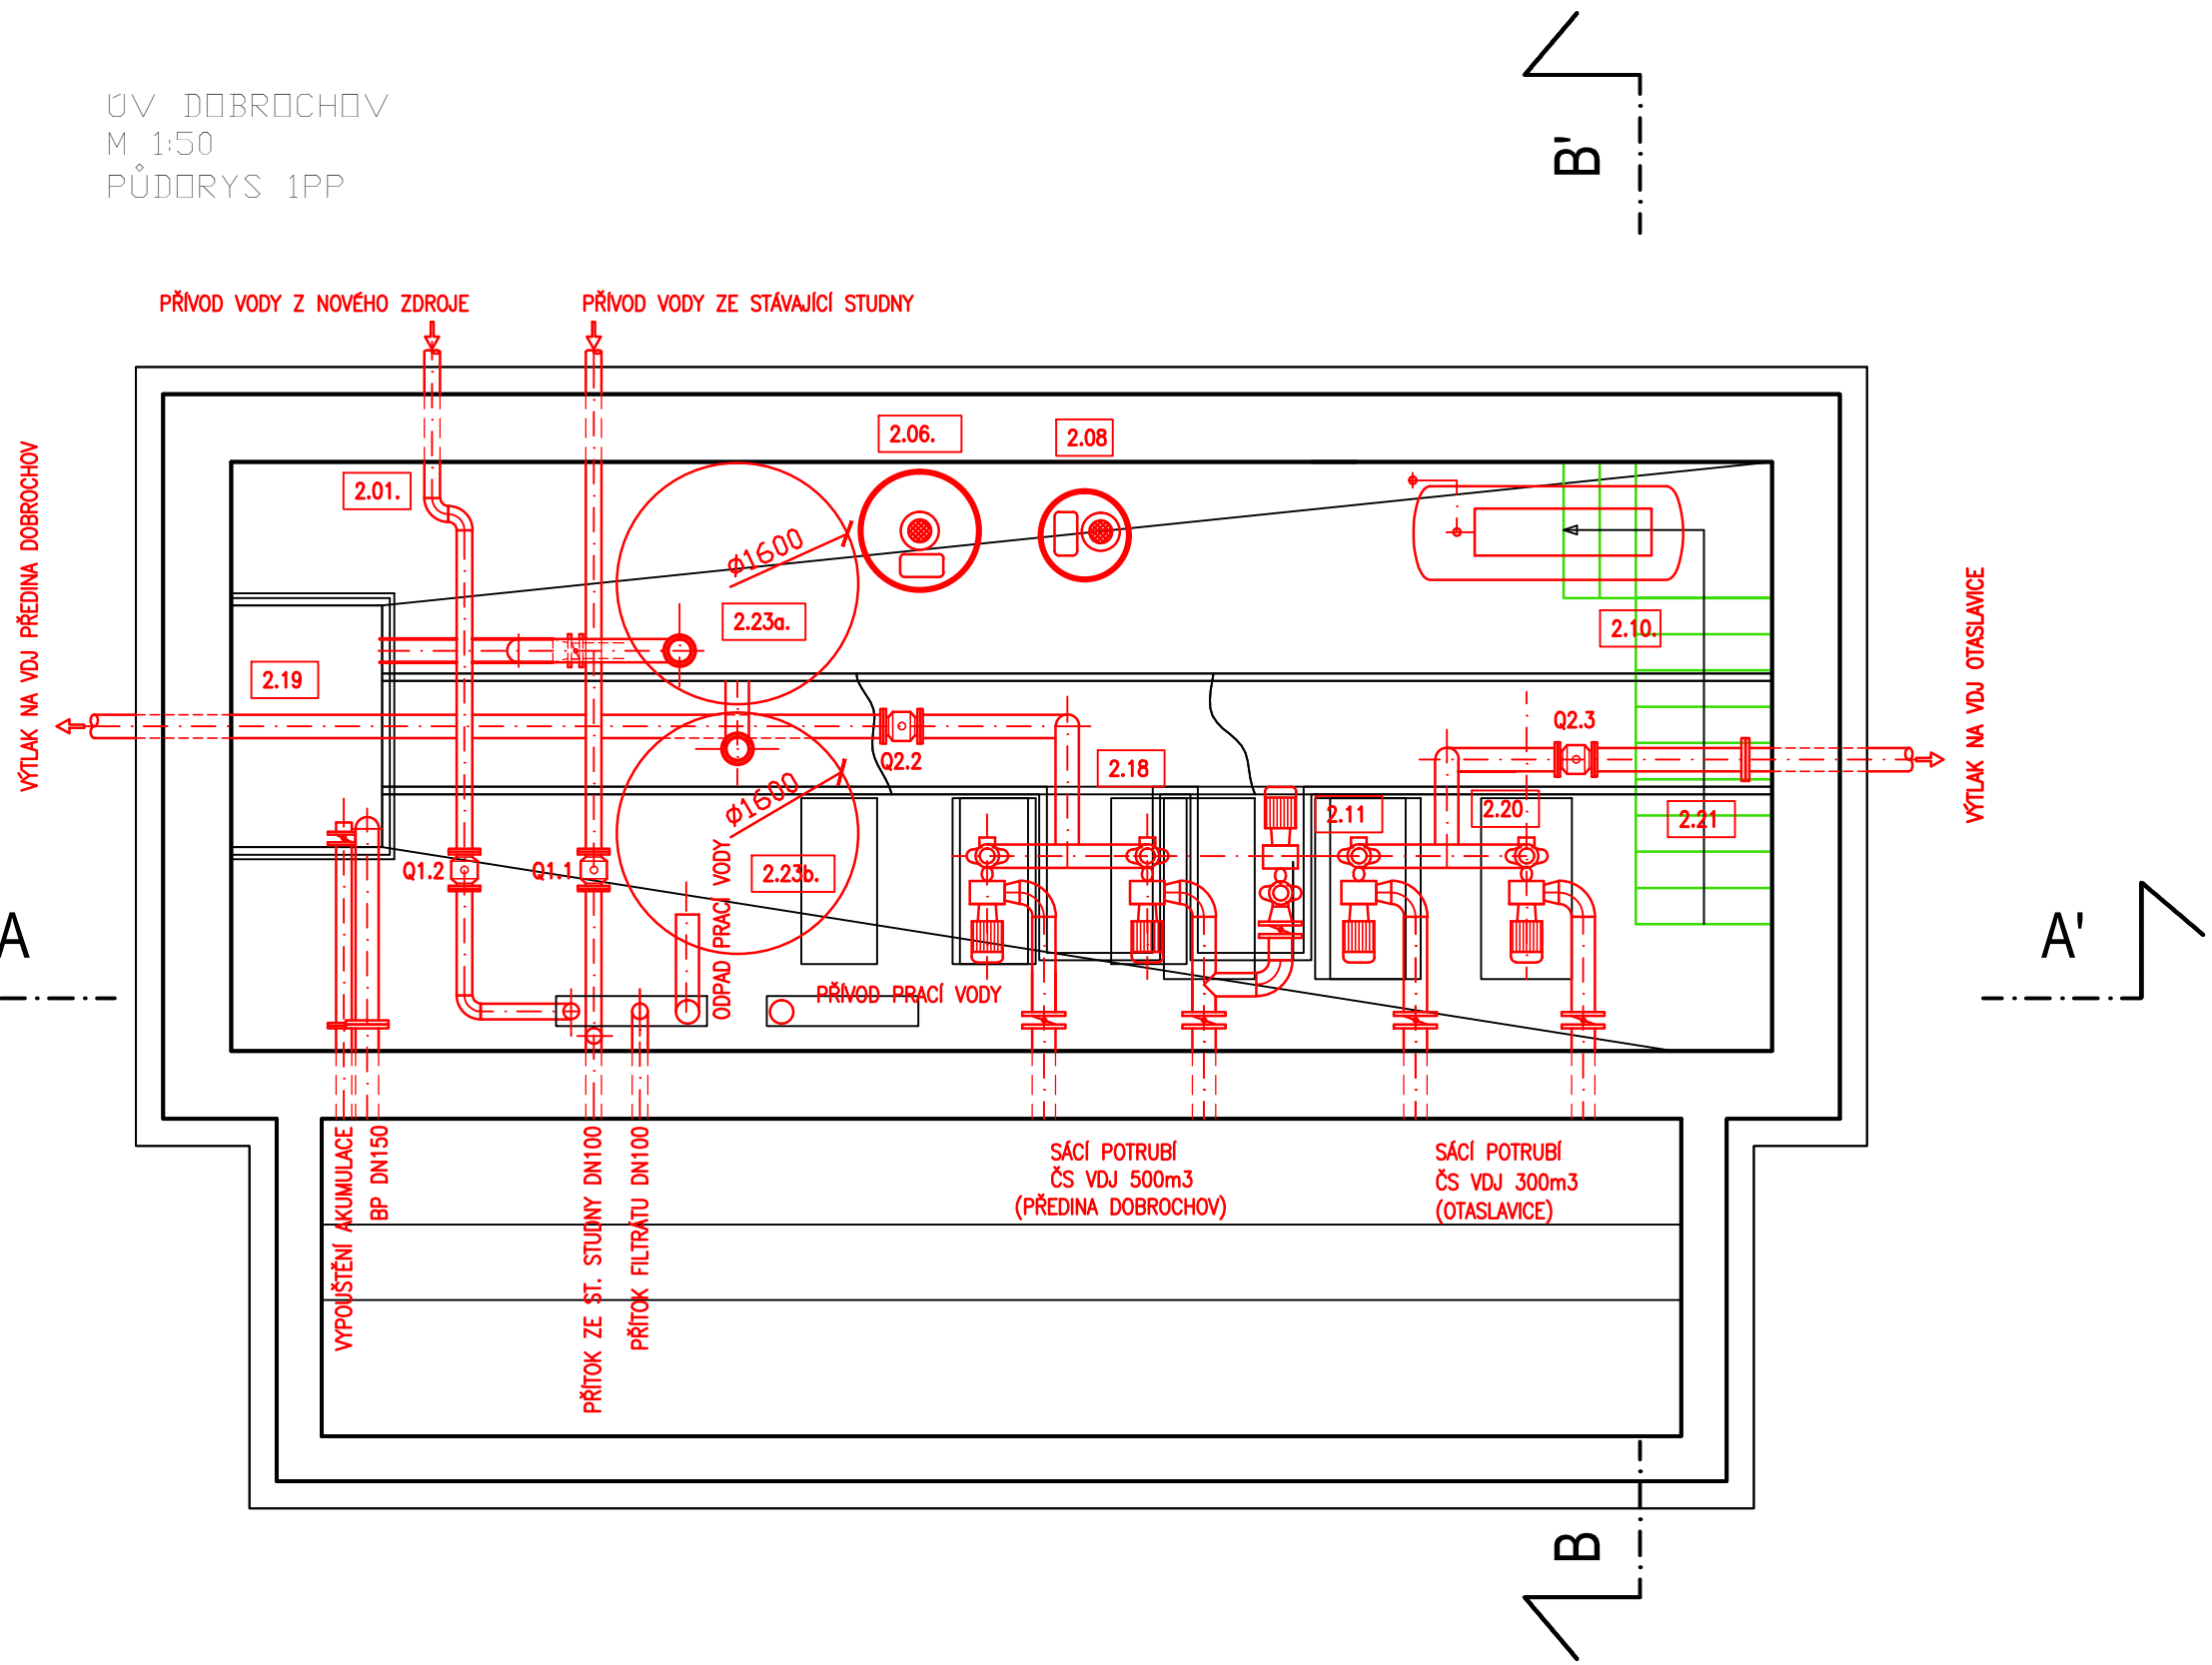 ÚV DOBROCHOV
M 1:50
PŮDORYS 1PP
B'
PŘÍVOD VODY Z NOVÉHO ZDROJE
PŘÍVOD VODY ZE STÁVAJÍCÍ STUDNY
VÝTLAK NA VDJ PŘEDINA DOBROCHOV
2.06.
2.08
2.01.
ø1600
2.23a.
2.10.
2.19
VÝTLAK NA VDJ OTASLAVICE
Q2.2
Q2.3
2.18
ø1600
2.11
2.20
2.21
Q1.2
Q1.1
2.23b.
ODPAD PRACÍ VODY
PŘÍVOD PRACÍ VODY
A
A'
VYPOUŠTĚNÍ AKUMULACE
BP DN150
PŘÍTOK ZE ST. STUDNY DN100
PŘÍTOK FILTRÁTU DN100
SÁCÍ POTRUBÍ
ČS VDJ 500m3
(PŘEDINA DOBROCHOV)
SÁCÍ POTRUBÍ
ČS VDJ 300m3
(OTASLAVICE)
B